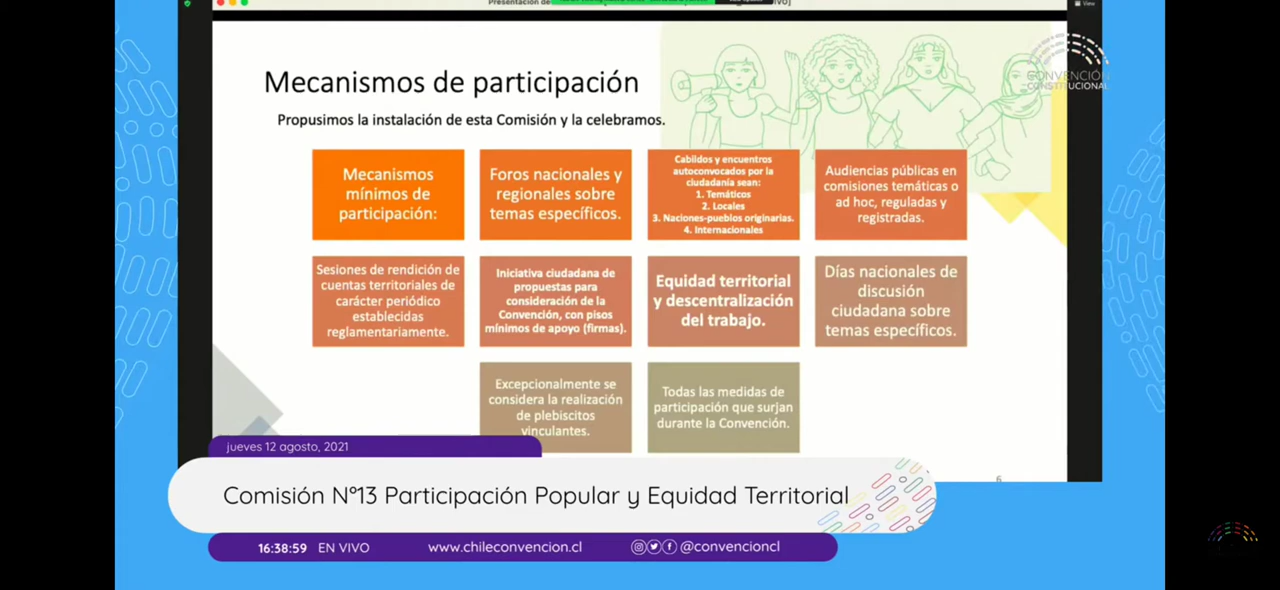 Presentación de
View
CONVENCIÓN
CONSTITUCIONAL
Mecanismos de participación
Propusimos la instalación de esta Comisión y la celebramos.
Mecanismos
mínimos de
participación:
Foros nacionales y
regionales sobre
temas específicos.
Cabildos y encuentros
autoconvocados por la
ciudadanía sean:
1. Temáticos
2. Locales
3. Naciones-pueblos originarias.
4. Internacionales
Audiencias públicas en
comisiones temáticas o
ad hoc, reguladas y
registradas.
Sesiones de rendición de
cuentas territoriales de
carácter periódico
establecidas
reglamentariamente.
Iniciativa ciudadana de
propuestas para
consideración de la
Convención, con pisos
mínimos de apoyo (firmas).
Equidad territorial
y descentralización
del trabajo.
Días nacionales de
discusión
ciudadana sobre
temas específicos.
Excepcionalmente se
considera la realización
de plebiscitos
vinculantes.
Todas las medidas de
participación que surjan
durante la Convención.
6
jueves 12 agosto, 2021
Comisión N°13 Participación Popular y Equidad Territorial
16:38:59 EN VIVO www.chileconvencion.cl @convencioncl